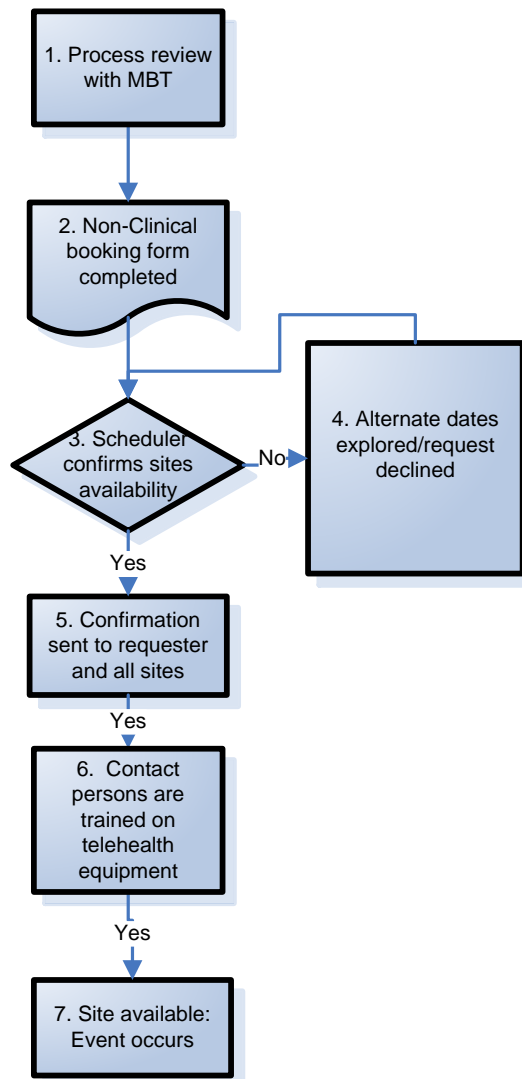 1. Process review
with MBT
2. Non-Clinical
booking form
completed
3. Scheduler
confirms sites
availability
No
4. Alternate dates
explored/request
declined
Yes
5. Confirmation
sent to requester
and all sites
Yes
6. Contact
persons are
trained on
telehealth
equipment
Yes
7. Site available:
Event occurs